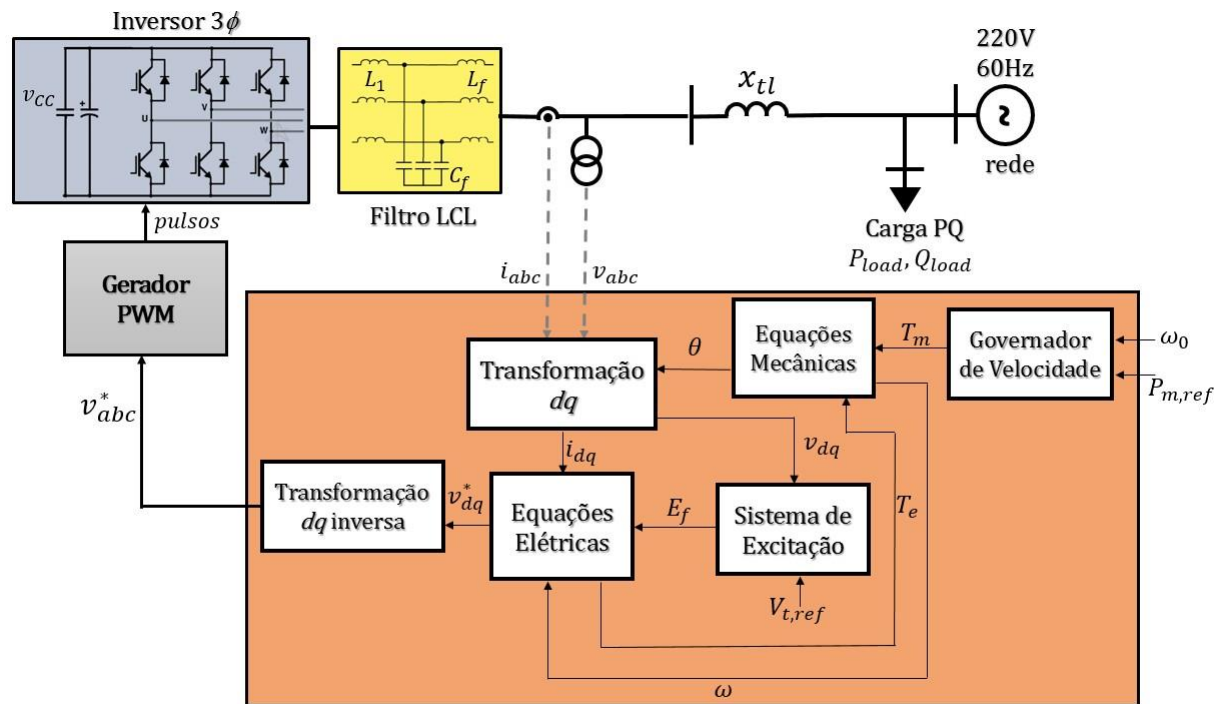 Inversor 3ϕ
v_CC
U
V
W
L_1
L_f
C_f
Filtro LCL
x_tl
220V
60Hz
rede
Carga PQ
P_load, Q_load
pulsos
Gerador
PWM
v*_abc
i_abc
v_abc
Transformação
dq
θ
Equações
Mecânicas
T_m
Governador
de Velocidade
ω_0
P_m,ref
i_dq
v_dq
Transformação
dq inversa
v*_dq
Equações
Elétricas
E_f
Sistema de
Excitação
T_e
V_t,ref
ω